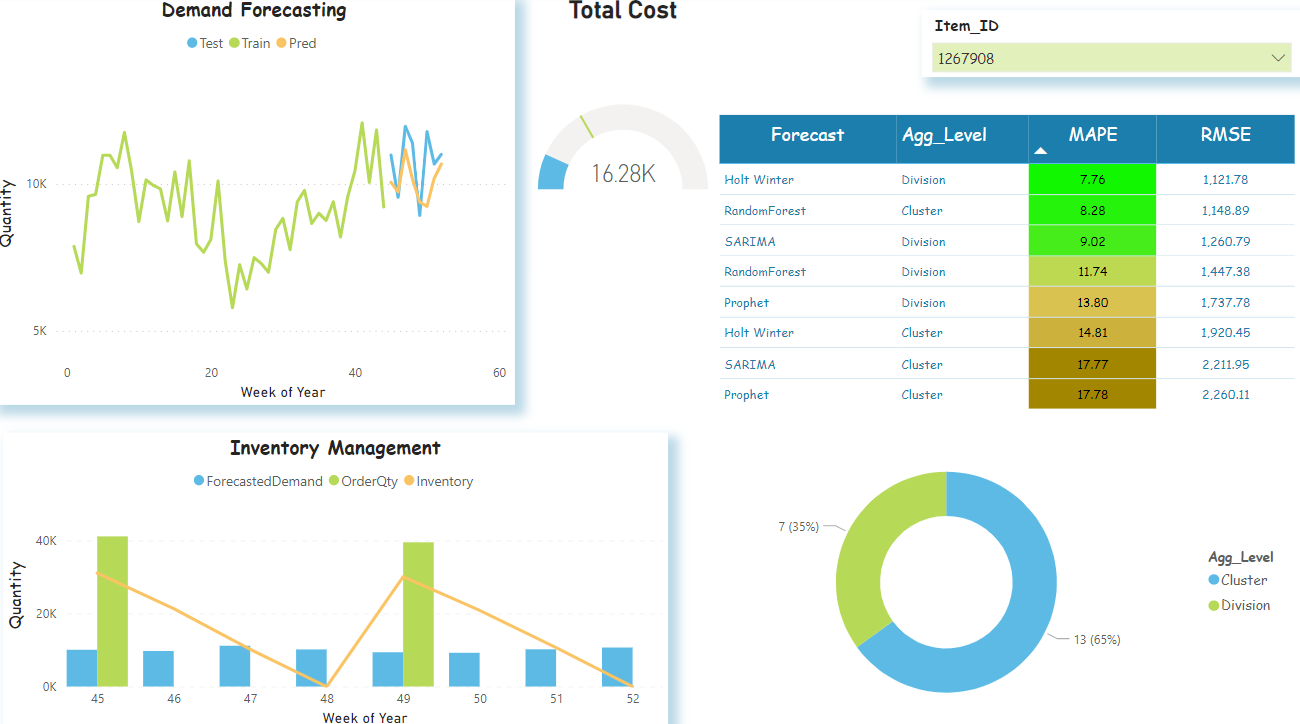 Demand Forecasting
Test Train Pred
Quantity
10K
5K
0 20 40 60
Week of Year
Total Cost
16.28K
Item_ID
1267908
Forecast Agg_Level MAPE RMSE
Holt Winter Division 7.76 1,121.78
RandomForest Cluster 8.28 1,148.89
SARIMA Division 9.02 1,260.79
RandomForest Division 11.74 1,447.38
Prophet Division 13.80 1,737.78
Holt Winter Cluster 14.81 1,920.45
SARIMA Cluster 17.77 2,211.95
Prophet Cluster 17.78 2,260.11
Inventory Management
ForecastedDemand OrderQty Inventory
Quantity
40K
20K
0K
45 46 47 48 49 50 51 52
Week of Year
7 (35%)
13 (65%)
Agg_Level
Cluster
Division